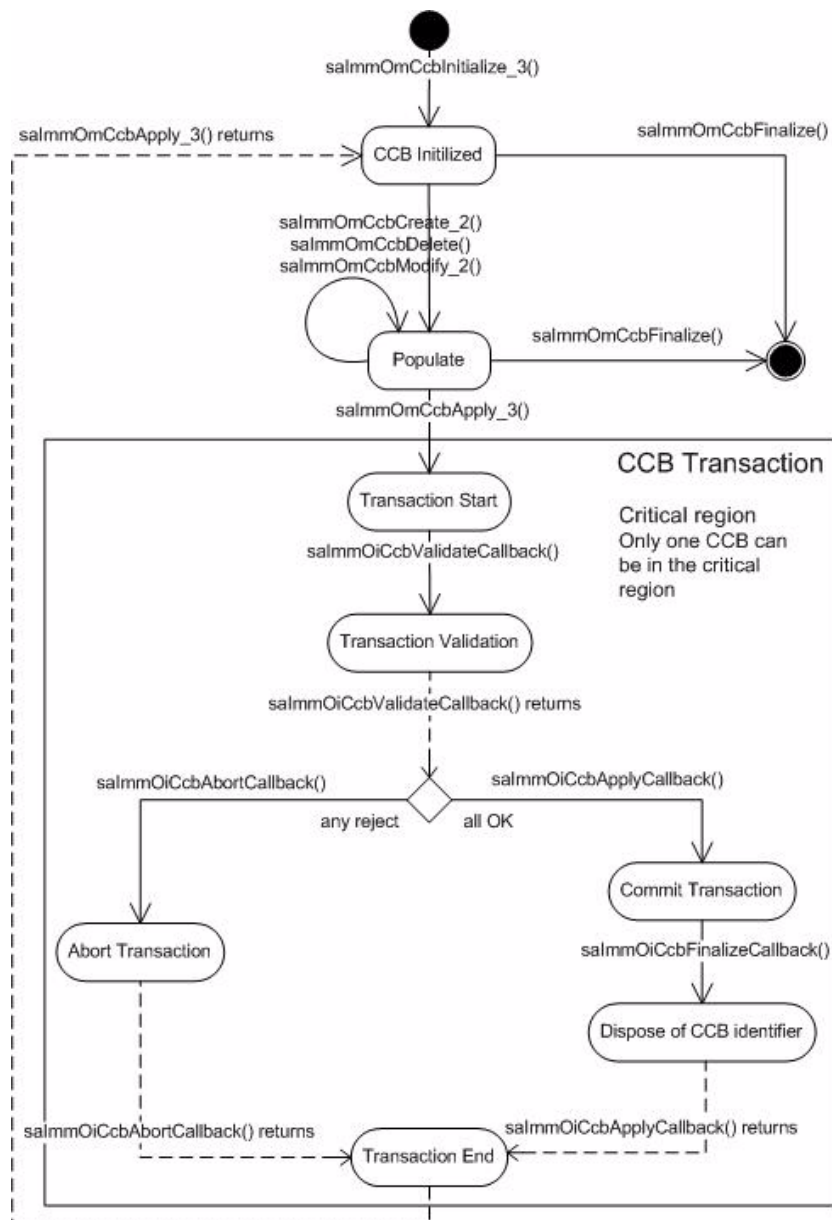 saImmOmCcbInitialize_3()
saImmOmCcbApply_3() returns
saImmOmCcbFinalize()
CCB Initilized
saImmOmCcbCreate_2()
saImmOmCcbDelete()
saImmOmCcbModify_2()
saImmOmCcbFinalize()
Populate
saImmOmCcbApply_3()
CCB Transaction
Transaction Start
Critical region
Only one CCB can
be in the critical
region
saImmOiCcbValidateCallback()
Transaction Validation
saImmOiCcbValidateCallback() returns
saImmOiCcbAbortCallback()
saImmOiCcbApplyCallback()
any reject
all OK
Commit Transaction
Abort Transaction
saImmOiCcbFinalizeCallback()
Dispose of CCB identifier
saImmOiCcbAbortCallback() returns
saImmOiCcbApplyCallback() returns
Transaction End